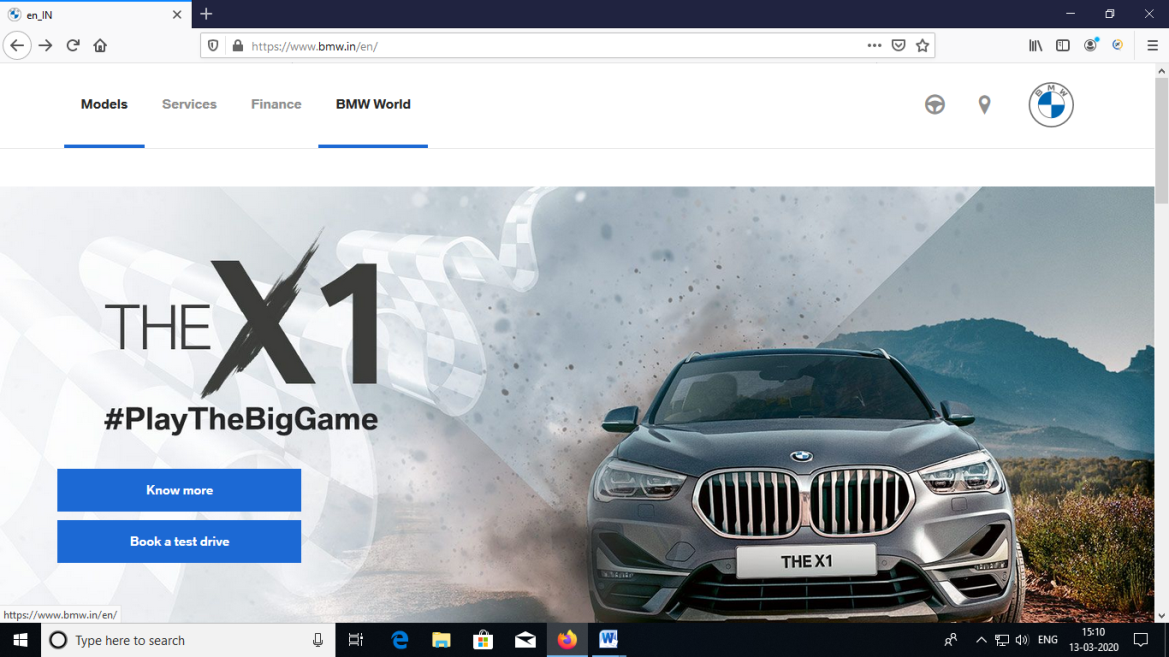 en_IN
https://www.bmw.in/en/
Models Services Finance BMW World
BMW
THE X1
#PlayTheBigGame
Know more
Book a test drive
THE X1
https://www.bmw.in/en/
Type here to search
ENG
15:10
13-03-2020